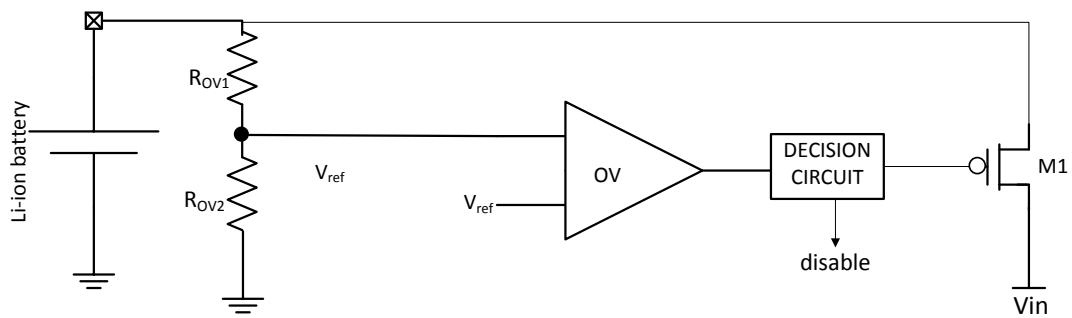 Li-ion battery
R_OV1
R_OV2
V_ref
V_ref
OV
DECISION
CIRCUIT
disable
M1
Vin